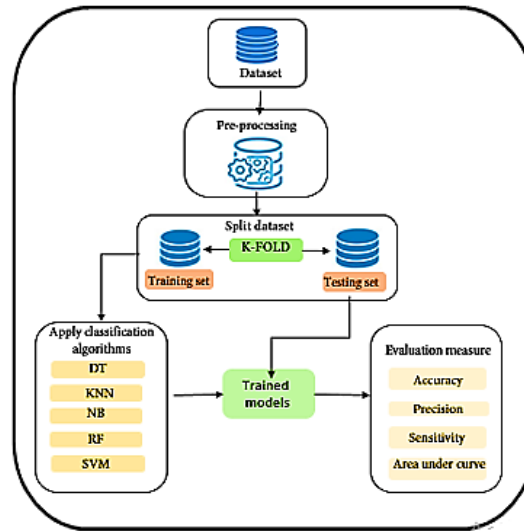 Dataset
Pre-processing
Split dataset
K-FOLD
Training set
Testing set
Apply classification
algorithms
DT
KNN
NB
RF
SVM
Trained
models
Evaluation measure
Accuracy
Precision
Sensitivity
Area under curve